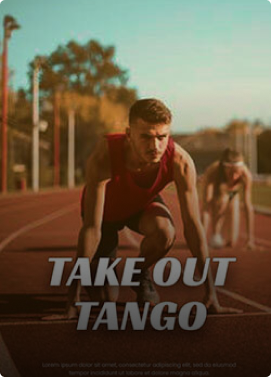 TAKE OUT
TANGO
Lorem ipsum dolor sit amet, consectetur adipiscing elit, sed do eiusmod
tempor incididunt ut labore et dolore magna aliqua.